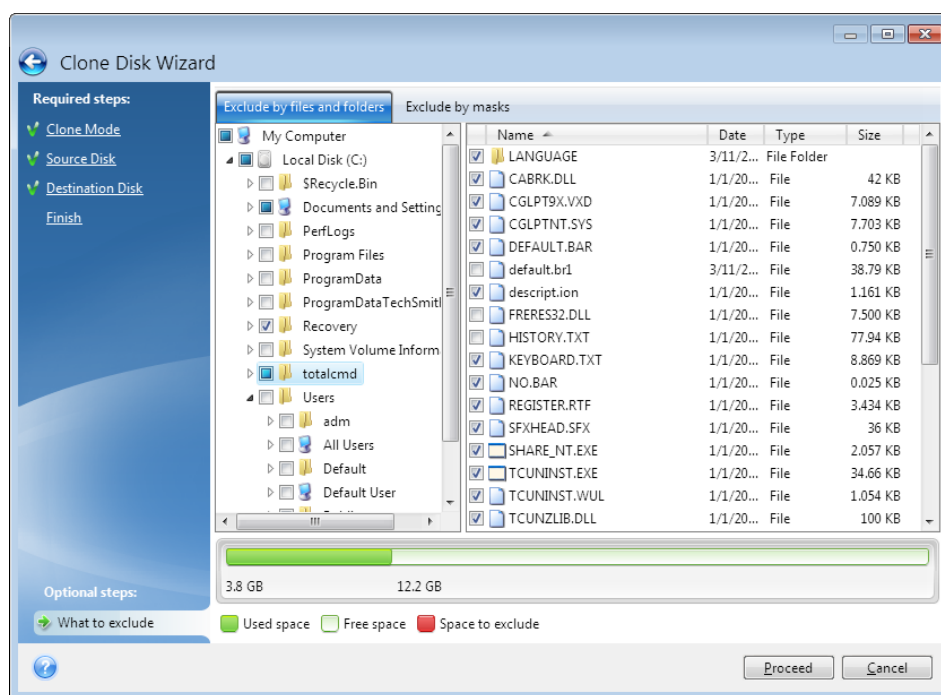 Clone Disk Wizard
Required steps:
Clone Mode
Source Disk
Destination Disk
Finish
Optional steps:
What to exclude
Exclude by files and folders
Exclude by masks
My Computer
Local Disk (C:)
$Recycle.Bin
Documents and Setting
PerfLogs
Program Files
ProgramData
ProgramDataTechSmitl
Recovery
System Volume Inform
totalcmd
Users
adm
All Users
Default
Default User
Name Date Type Size
LANGUAGE 3/11/2... File Folder
CABRK.DLL 1/1/20... File 42 KB
CGLPT9X.VXD 1/1/20... File 7.089 KB
CGLPTNT.SYS 1/1/20... File 7.703 KB
DEFAULT.BAR 1/1/20... File 0.750 KB
default.br1 3/11/2... File 38.79 KB
descript.ion 1/1/20... File 1.161 KB
FRERES32.DLL 1/1/20... File 7.500 KB
HISTORY.TXT 1/1/20... File 77.94 KB
KEYBOARD.TXT 1/1/20... File 8.869 KB
NO.BAR 1/1/20... File 0.025 KB
REGISTER.RTF 1/1/20... File 3.434 KB
SFXHEAD.SFX 1/1/20... File 36 KB
SHARE_NT.EXE 1/1/20... File 2.057 KB
TCUNINST.EXE 1/1/20... File 34.66 KB
TCUNINST.WUL 1/1/20... File 1.054 KB
TCUNZLIB.DLL 1/1/20... File 100 KB
3.8 GB 12.2 GB
Used space Free space Space to exclude
Proceed Cancel